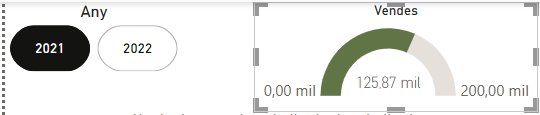 Any
2021 2022
Vendes
125,87 mil
0,00 mil 200,00 mil